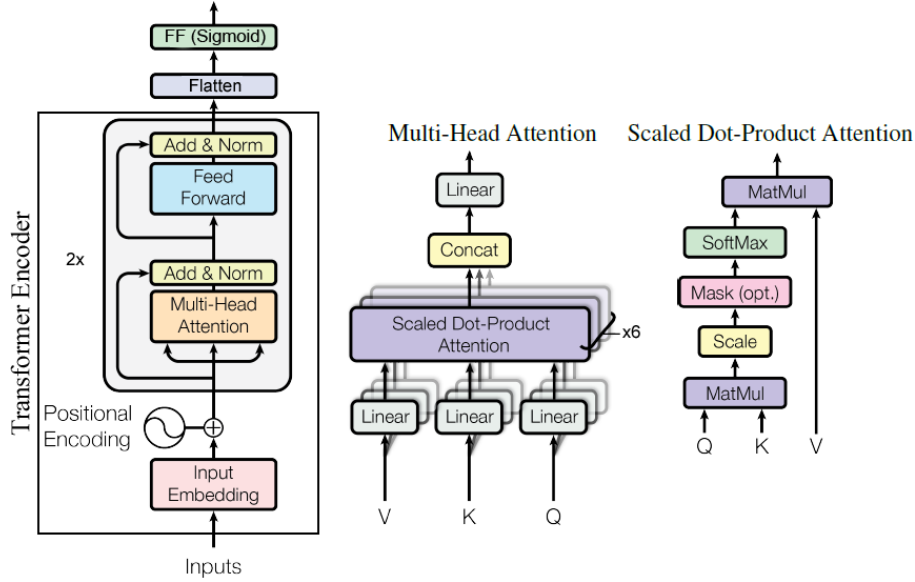 FF (Sigmoid)
Flatten
Transformer Encoder
2x
Add & Norm
Feed
Forward
Add & Norm
Multi-Head
Attention
Positional
Encoding
Input
Embedding
Inputs
Multi-Head Attention
Linear
Concat
Scaled Dot-Product
Attention
x6
Linear
Linear
Linear
V
K
Q
Scaled Dot-Product Attention
MatMul
SoftMax
Mask (opt.)
Scale
MatMul
Q
K
V